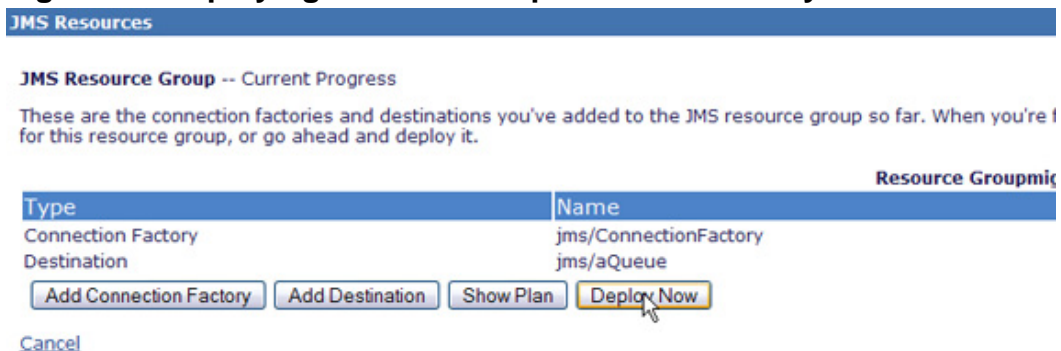 JMS Resources
JMS Resource Group -- Current Progress
These are the connection factories and destinations you've added to the JMS resource group so far. When you're
for this resource group, or go ahead and deploy it.
Resource Groupmig
Type Name
Connection Factory jms/ConnectionFactory
Destination jms/aQueue
Add Connection Factory Add Destination Show Plan Deploy Now
Cancel